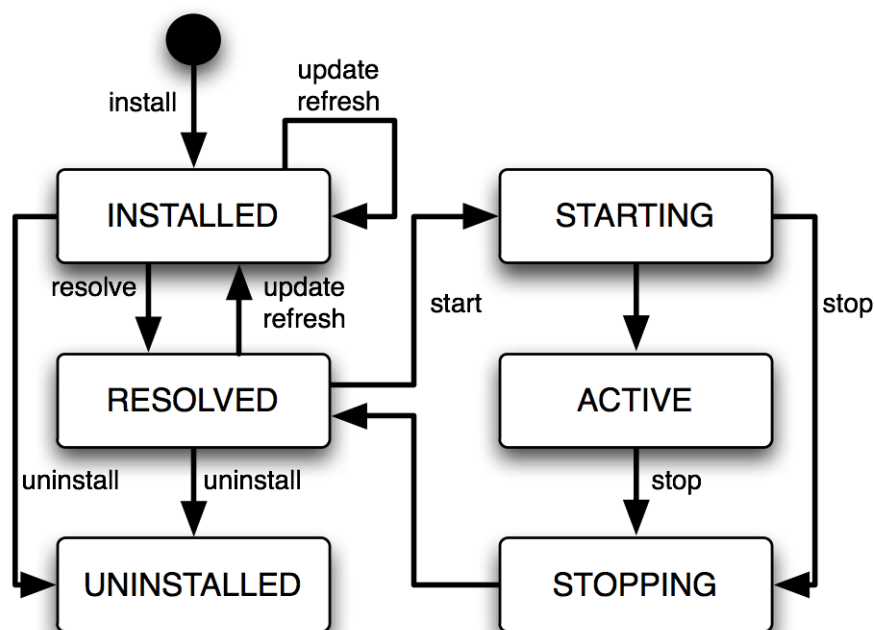 update
refresh
install
INSTALLED
STARTING
resolve
update
refresh
start
stop
RESOLVED
ACTIVE
uninstall
uninstall
stop
UNINSTALLED
STOPPING